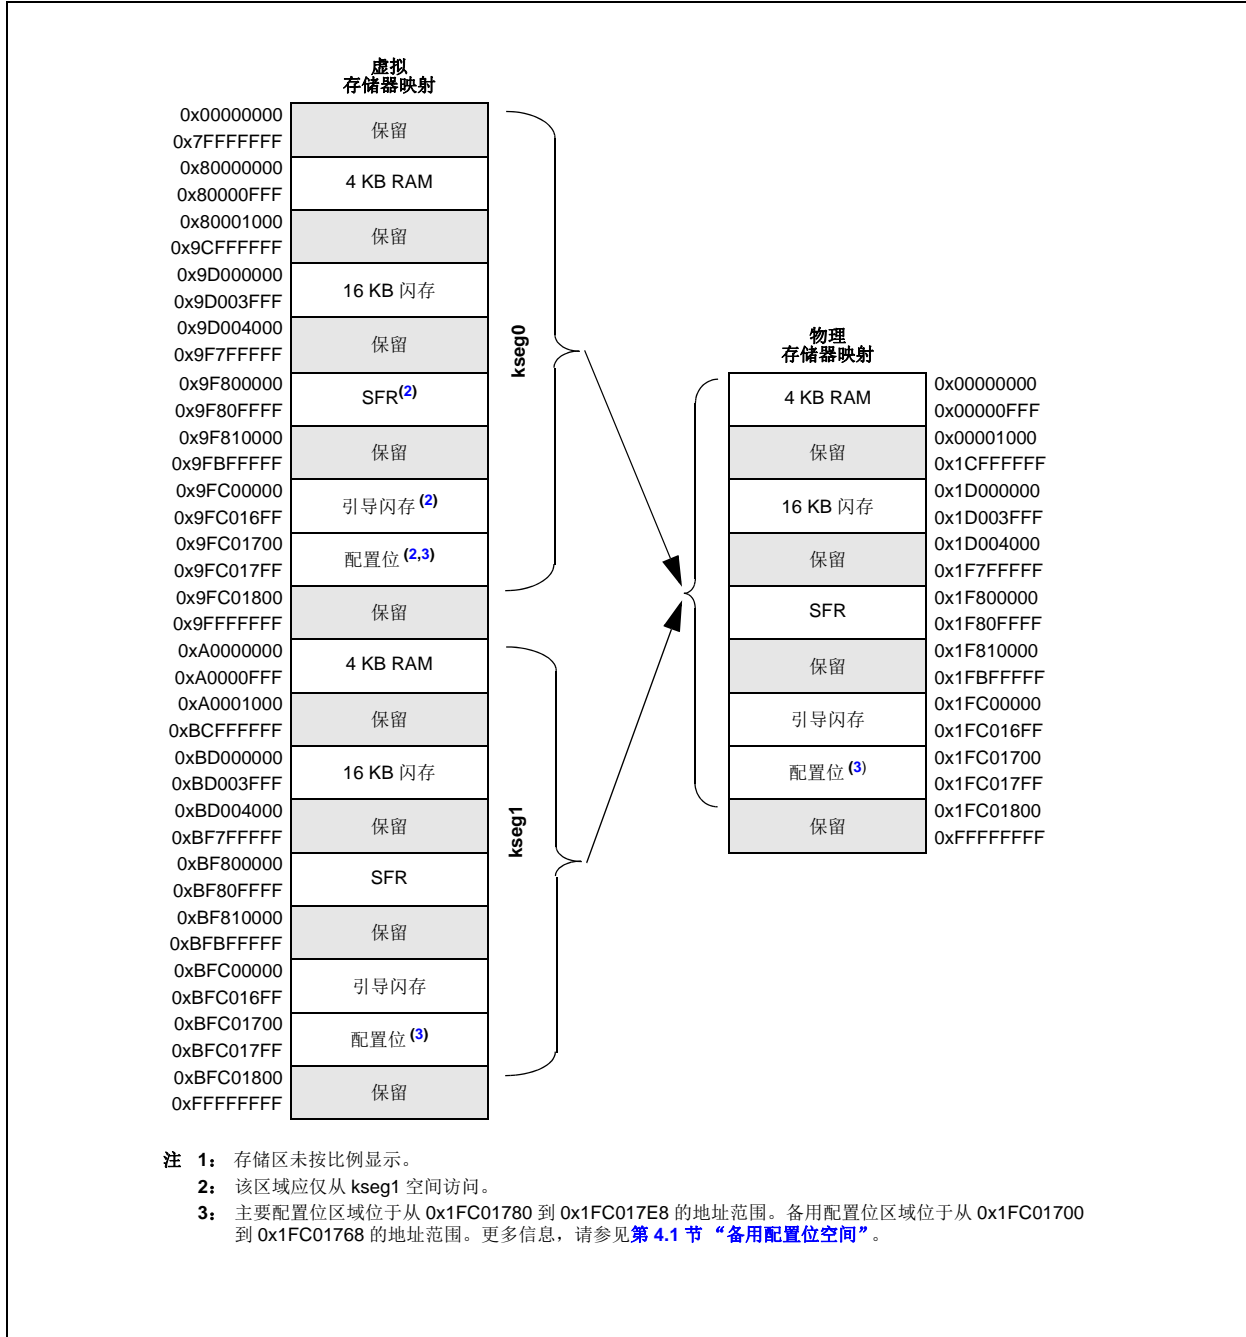 虚拟
存储器映射
0x00000000
保留
0x7FFFFFFF
0x80000000
4 KB RAM
0x80000FFF
0x80001000
保留
0x9CFFFFFF
0x9D000000
16 KB 闪存
0x9D003FFF
0x9D004000
保留
0x9F7FFFFF
0x9F800000
SFR(2)
0x9F80FFFF
0x9F810000
保留
0x9FBFFFFF
0x9FC00000
引导闪存 (2)
0x9FC016FF
0x9FC01700
配置位 (2,3)
0x9FC017FF
0x9FC01800
保留
0x9FFFFFFF
kseg0
0xA0000000
4 KB RAM
0xA0000FFF
0xA0001000
保留
0xBCFFFFFF
0xBD000000
16 KB 闪存
0xBD003FFF
0xBD004000
保留
0xBF7FFFFF
0xBF800000
SFR
0xBF80FFFF
0xBF810000
保留
0xBFBFFFFF
0xBFC00000
引导闪存
0xBFC016FF
0xBFC01700
配置位 (3)
0xBFC017FF
0xBFC01800
保留
0xFFFFFFFF
kseg1
物理
存储器映射
4 KB RAM
0x00000000
0x00000FFF
保留
0x00001000
0x1CFFFFFF
16 KB 闪存
0x1D000000
0x1D003FFF
保留
0x1D004000
0x1F7FFFFF
SFR
0x1F800000
0x1F80FFFF
保留
0x1F810000
0x1FBFFFFF
引导闪存
0x1FC00000
0x1FC016FF
配置位 (3)
0x1FC01700
0x1FC017FF
保留
0x1FC01800
0xFFFFFFFF
注 1： 存储区未按比例显示。
2： 该区域应仅从 kseg1 空间访问。
3： 主要配置位区域位于从 0x1FC01780 到 0x1FC017E8 的地址范围。备用配置位区域位于从 0x1FC01700
到 0x1FC01768 的地址范围。更多信息，请参见第 4.1 节 “备用配置位空间”。